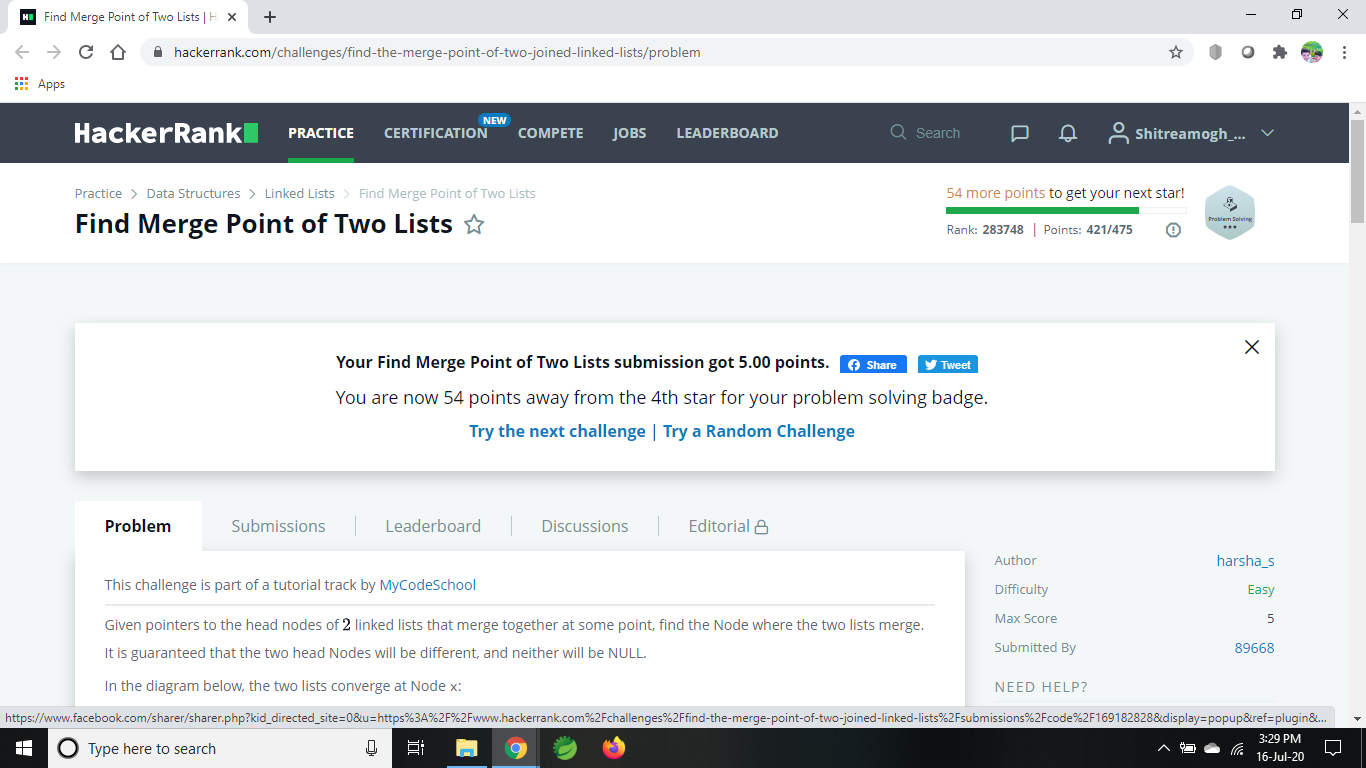 Find Merge Point of Two Lists | H
hackerrank.com/challenges/find-the-merge-point-of-two-joined-linked-lists/problem
Apps
HackerRank PRACTICE CERTIFICATION NEW COMPETE JOBS LEADERBOARD Search Shitreamogh_...
Practice > Data Structures > Linked Lists > Find Merge Point of Two Lists
Find Merge Point of Two Lists
54 more points to get your next star!
Rank: 283748 | Points: 421/475
Problem Solving
Your Find Merge Point of Two Lists submission got 5.00 points. Share Tweet
You are now 54 points away from the 4th star for your problem solving badge.
Try the next challenge | Try a Random Challenge
Problem Submissions Leaderboard Discussions Editorial
This challenge is part of a tutorial track by MyCodeSchool
Given pointers to the head nodes of 2 linked lists that merge together at some point, find the Node where the two lists merge.
It is guaranteed that the two head Nodes will be different, and neither will be NULL.
In the diagram below, the two lists converge at Node x:
Author harsha_s
Difficulty Easy
Max Score 5
Submitted By 89668
NEED HELP?
https://www.facebook.com/sharer/sharer.php?kid_directed_site=0&u=https%3A%2F%2Fwww.hackerrank.com%2Fchallenges%2Ffind-the-merge-point-of-two-joined-linked-lists%2Fsubmissions%2Fcode%2F169182828&display=popup&ref=plugin&...
Type here to search
3:29 PM
16-Jul-20